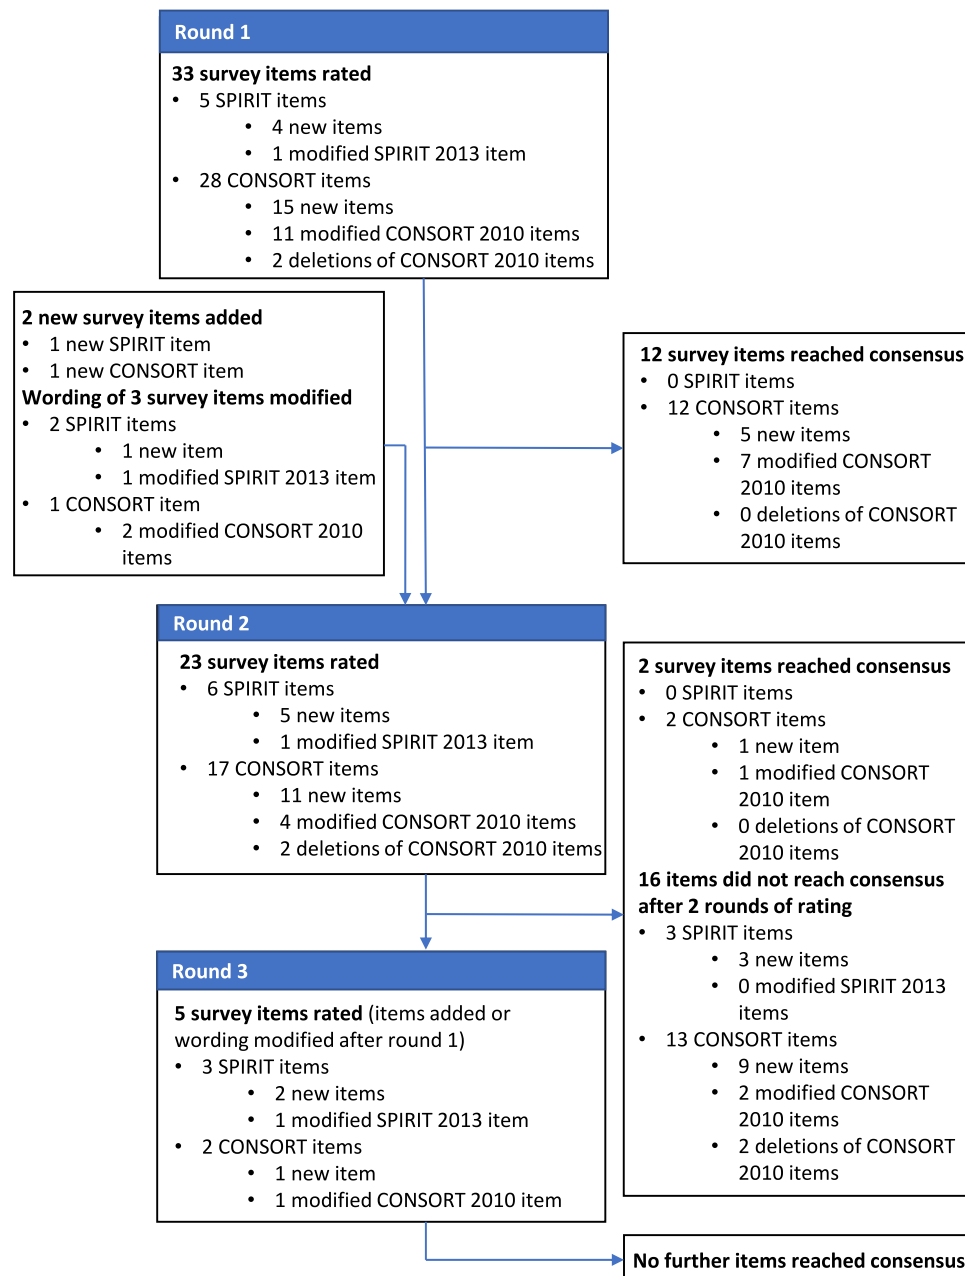 Round 1
33 survey items rated
• 5 SPIRIT items
• 4 new items
• 1 modified SPIRIT 2013 item
• 28 CONSORT items
• 15 new items
• 11 modified CONSORT 2010 items
• 2 deletions of CONSORT 2010 items
2 new survey items added
• 1 new SPIRIT item
• 1 new CONSORT item
Wording of 3 survey items modified
• 2 SPIRIT items
• 1 new item
• 1 modified SPIRIT 2013 item
• 1 CONSORT item
• 2 modified CONSORT 2010
items
12 survey items reached consensus
• 0 SPIRIT items
• 12 CONSORT items
• 5 new items
• 7 modified CONSORT
2010 items
• 0 deletions of CONSORT
2010 items
Round 2
23 survey items rated
• 6 SPIRIT items
• 5 new items
• 1 modified SPIRIT 2013 item
• 17 CONSORT items
• 11 new items
• 4 modified CONSORT 2010 items
• 2 deletions of CONSORT 2010 items
2 survey items reached consensus
• 0 SPIRIT items
• 2 CONSORT items
• 1 new item
• 1 modified CONSORT
2010 item
• 0 deletions of CONSORT
2010 items
16 items did not reach consensus
after 2 rounds of rating
• 3 SPIRIT items
• 3 new items
• 0 modified SPIRIT 2013
items
• 13 CONSORT items
• 9 new items
• 2 modified CONSORT
2010 items
• 2 deletions of CONSORT
2010 items
Round 3
5 survey items rated (items added or
wording modified after round 1)
• 3 SPIRIT items
• 2 new items
• 1 modified SPIRIT 2013 item
• 2 CONSORT items
• 1 new item
• 1 modified CONSORT 2010 item
No further items reached consensus